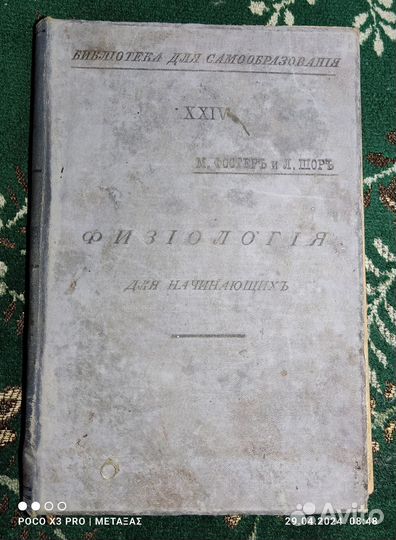 БИБЛІОТЕКА ДЛЯ САМООБРАЗОВАНІЯ
XXIV
М. ФОСТЕРЪ и Л. ШОРЪ
ФИЗІОЛОГІЯ
ДЛЯ НАЧИНАЮЩИХЪ
POCO X3 PRO | ΜΕΤΑΞΑΣ
29.04.2024 08:48
Avito